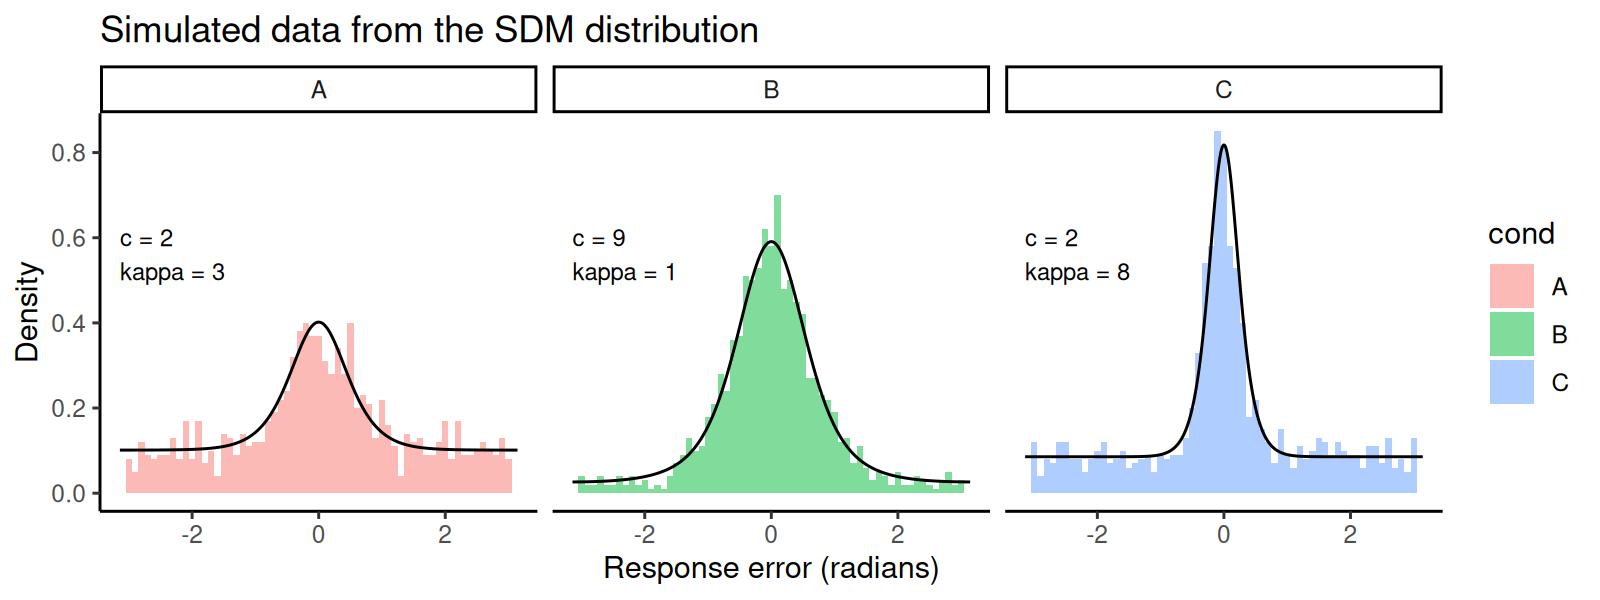 Simulated data from the SDM distribution
A
B
C
Density
0.8
0.6
0.4
0.2
0.0
c = 2
kappa = 3
c = 9
kappa = 1
c = 2
kappa = 8
-2 0 2
-2 0 2
-2 0 2
Response error (radians)
cond
A
B
C